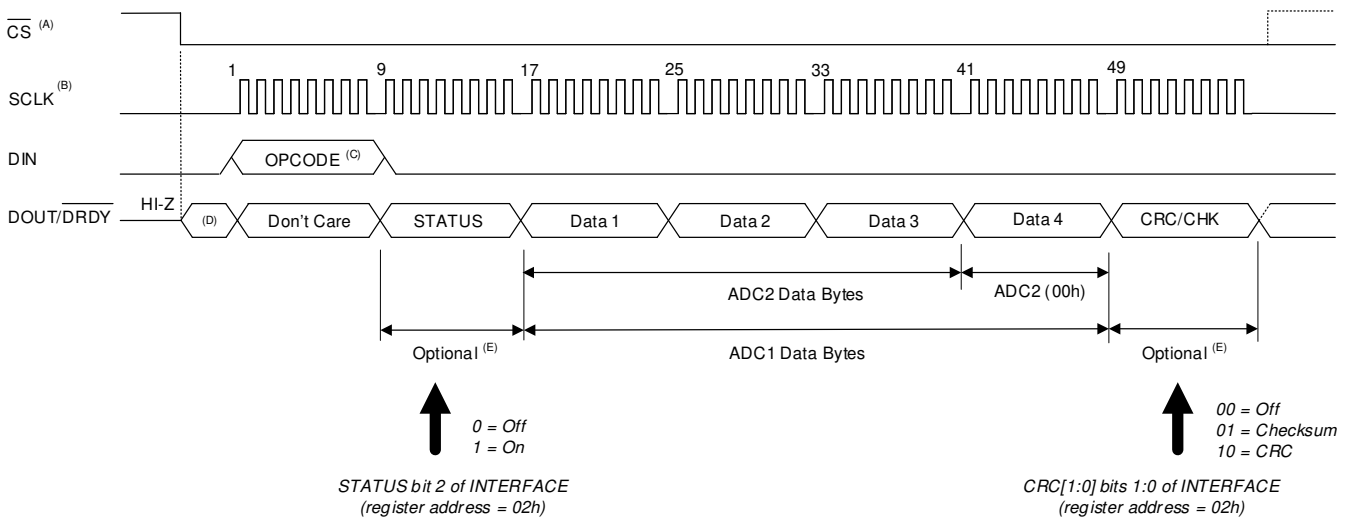 CS (A)
1 9 17 25 33 41 49
SCLK (B)
DIN OPCODE (C)
DOUT/DRDY HI-Z (D) Don't Care STATUS Data 1 Data 2 Data 3 Data 4 CRC/CHK
ADC2 Data Bytes ADC2 (00h)
Optional (E) ADC1 Data Bytes Optional (E)
0 = Off
1 = On
00 = Off
01 = Checksum
10 = CRC
STATUS bit 2 of INTERFACE
(register address = 02h)
CRC[1:0] bits 1:0 of INTERFACE
(register address = 02h)